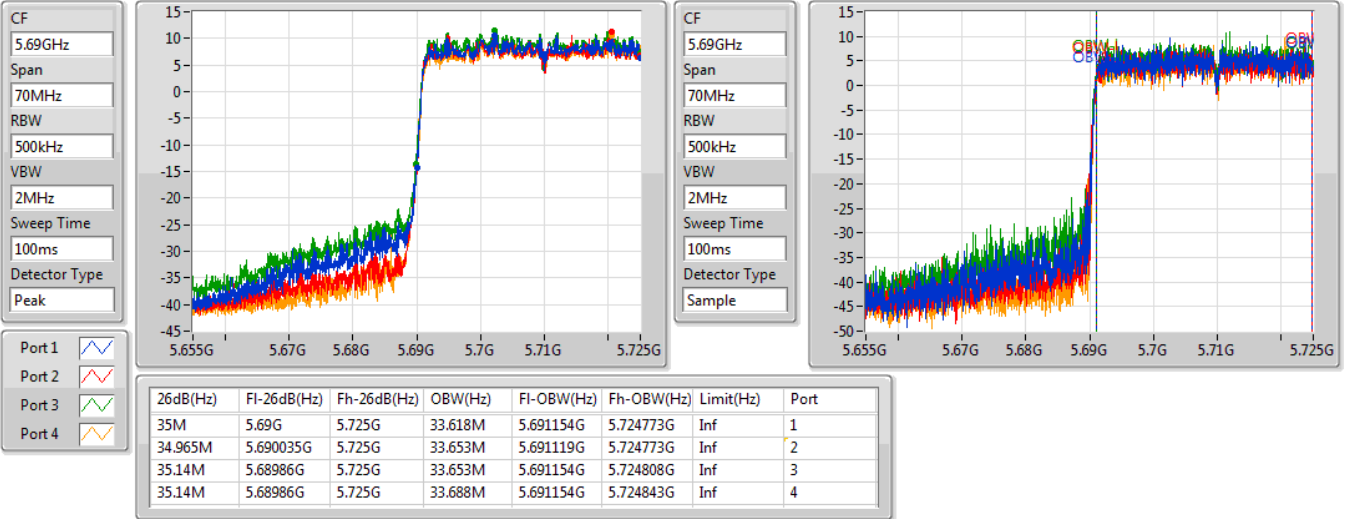 CF
5.69GHz
Span
70MHz
RBW
500kHz
VBW
2MHz
Sweep Time
100ms
Detector Type
Peak
15
10
5
0
-5
-10
-15
-20
-25
-30
-35
-40
-45
5.655G 5.67G 5.68G 5.69G 5.7G 5.71G 5.725G
CF
5.69GHz
Span
70MHz
RBW
500kHz
VBW
2MHz
Sweep Time
100ms
Detector Type
Sample
15
10
5
0
-5
-10
-15
-20
-25
-30
-35
-40
-45
-50
5.655G 5.67G 5.68G 5.69G 5.7G 5.71G 5.725G
Port 1
Port 2
Port 3
Port 4
26dB(Hz) Fl-26dB(Hz) Fh-26dB(Hz) OBW(Hz) Fl-OBW(Hz) Fh-OBW(Hz) Limit(Hz) Port
35M 5.69G 5.725G 33.618M 5.691154G 5.724773G Inf 1
34.965M 5.690035G 5.725G 33.653M 5.691119G 5.724773G Inf 2
35.14M 5.68986G 5.725G 33.653M 5.691154G 5.724808G Inf 3
35.14M 5.68986G 5.725G 33.688M 5.691154G 5.724843G Inf 4